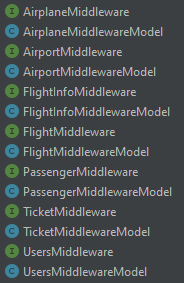 I AirplaneMiddleware
C AirplaneMiddlewareModel
I AirportMiddleware
C AirportMiddlewareModel
I FlightInfoMiddleware
C FlightInfoMiddlewareModel
I FlightMiddleware
C FlightMiddlewareModel
I PassengerMiddleware
C PassengerMiddlewareModel
I TicketMiddleware
C TicketMiddlewareModel
I UsersMiddleware
C UsersMiddlewareModel